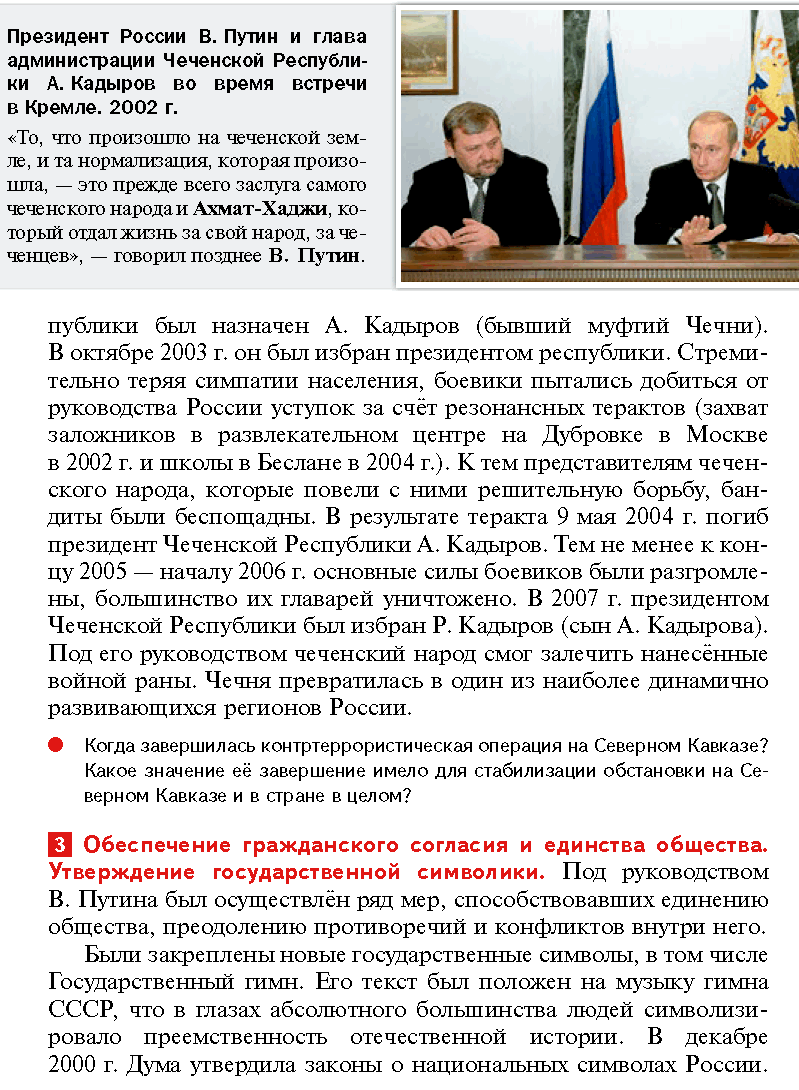 Президент России В. Путин и глава
администрации Чеченской Республи-
ки А. Кадыров во время встречи
в Кремле. 2002 г.
«То, что произошло на чеченской зем-
ле, и та нормализация, которая произо-
шла, — это прежде всего заслуга самого
чеченского народа и Ахмат-Хаджи, ко-
торый отдал жизнь за свой народ, за че-
ченцев», — говорил позднее В. Путин.
публики был назначен А. Кадыров (бывший муфтий Чечни).
В октябре 2003 г. он был избран президентом республики. Стреми-
тельно теряя симпатии населения, боевики пытались добиться от
руководства России уступок за счёт резонансных терактов (захват
заложников в развлекательном центре на Дубровке в Москве
в 2002 г. и школы в Беслане в 2004 г.). К тем представителям чечен-
ского народа, которые повели с ними решительную борьбу, бан-
диты были беспощадны. В результате теракта 9 мая 2004 г. погиб
президент Чеченской Республики А. Кадыров. Тем не менее к кон-
цу 2005 — началу 2006 г. основные силы боевиков были разгромле-
ны, большинство их главарей уничтожено. В 2007 г. президентом
Чеченской Республики был избран Р. Кадыров (сын А. Кадырова).
Под его руководством чеченский народ смог залечить нанесённые
войной раны. Чечня превратилась в один из наиболее динамично
развивающихся регионов России.
Когда завершилась контртеррористическая операция на Северном Кавказе?
Какое значение её завершение имело для стабилизации обстановки на Се-
верном Кавказе и в стране в целом?
3 Обеспечение гражданского согласия и единства общества.
Утверждение государственной символики. Под руководством
В. Путина был осуществлён ряд мер, способствовавших единению
общества, преодолению противоречий и конфликтов внутри него.
Были закреплены новые государственные символы, в том числе
Государственный гимн. Его текст был положен на музыку гимна
СССР, что в глазах абсолютного большинства людей символизи-
ровало преемственность отечественной истории. В декабре
2000 г. Дума утвердила законы о национальных символах России.